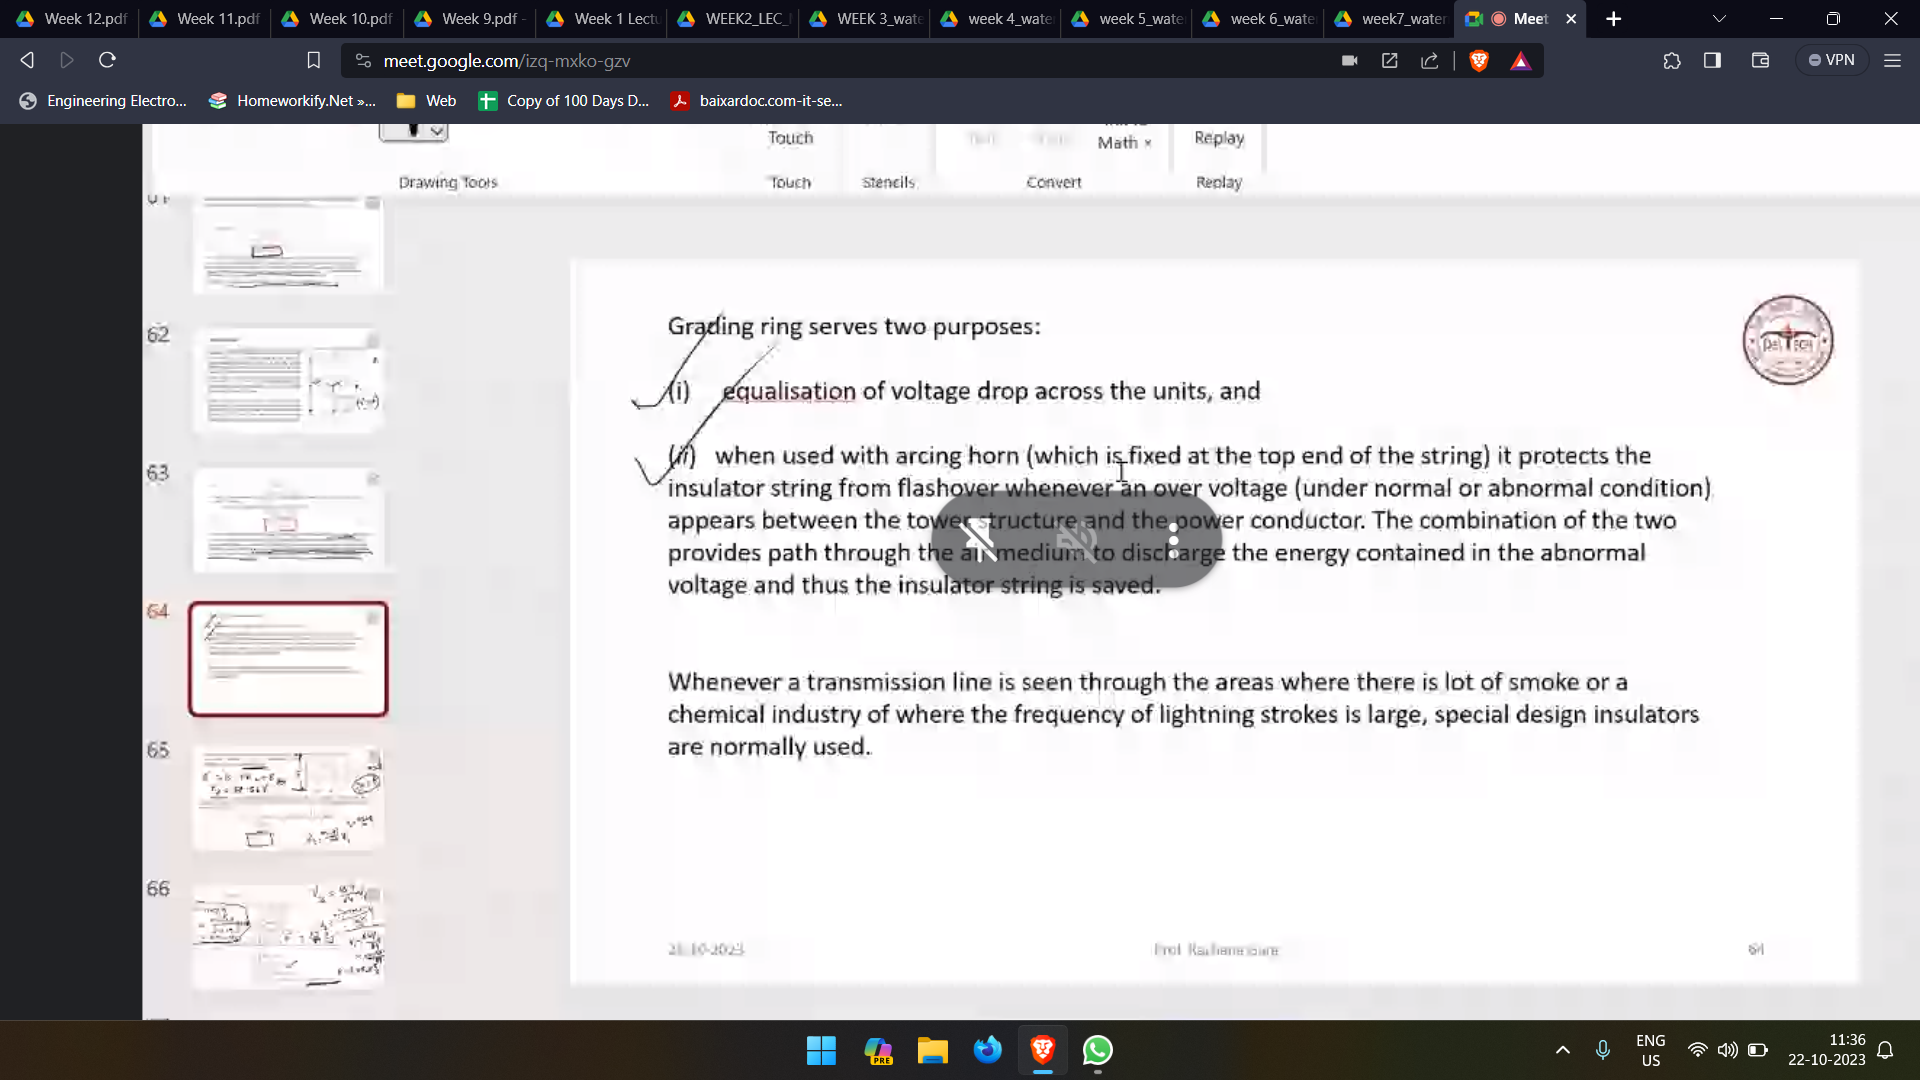 Week 12.pdf
Week 11.pdf
Week 10.pdf
Week 9.pdf -
Week 1 Lectu
WEEK2_LEC_
WEEK 3_wate
week 4_wate
week 5_wate
week 6_wate
week7_water
Meet
meet.google.com/izq-mxko-gzv
VPN
Engineering Electro...
Homeworkify.Net »...
Web
Copy of 100 Days D...
baixardoc.com-it-se...
Touch
Math
Replay
Drawing Tools
Touch
Stencils
Convert
Replay
62
63
64
65
66
Grading ring serves two purposes:
(i) equalisation of voltage drop across the units, and
(ii) when used with arcing horn (which is fixed at the top end of the string) it protects the
insulator string from flashover whenever an over voltage (under normal or abnormal condition)
appears between the tower structure and the power conductor. The combination of the two
provides path through the air medium to discharge the energy contained in the abnormal
voltage and thus the insulator string is saved.
Whenever a transmission line is seen through the areas where there is lot of smoke or a
chemical industry of where the frequency of lightning strokes is large, special design insulators
are normally used.
Prof.
64
PRE
ENG
US
11:36
22-10-2023